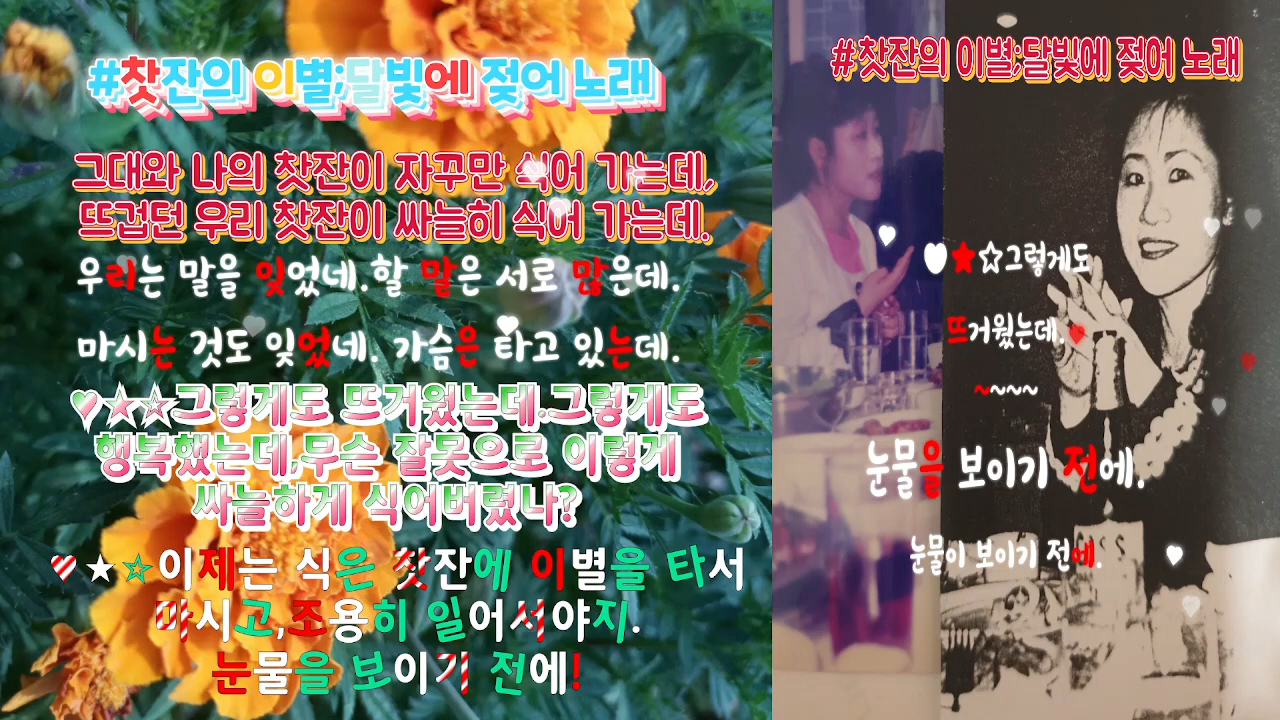 #찻잔의 이별;달빛에 젖어 노래
그대와 나의 찻잔이 자꾸만 식어 가는데,
뜨겁던 우리 찻잔이 싸늘히 식어 가는데.
우리는 말을 잊었네.할 말은 서로 많은데.
마시는 것도 잊었네. 가슴은 타고 있는데.
♥★☆그렇게도 뜨거웠는데.그렇게도
행복했는데,무슨 잘못으로 이렇게
싸늘하게 식어버렸나?
♥★☆이제는 식은 찻잔에 이별을 타서
마시고,조용히 일어서야지.
눈물을 보이기 전에!
#찻잔의 이별;달빛에 젖어 노래
♥★☆그렇게도
뜨거웠는데.♥
~~~~
눈물을 보이기 전에.
눈물이 보이기 전에.